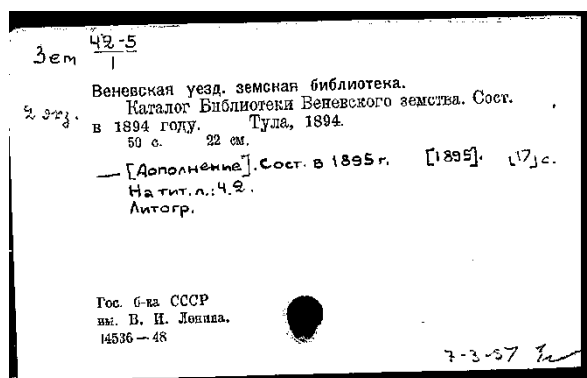 Зем 42-5
1
Веневская уезд. земская библиотека.
2 экз. Каталог Библиотеки Веневского земства. Сост.
в 1894 году. Тула, 1894.
50 с. 22 см.
— [Дополнение]. Сост. в 1895 г. [1895]. [17] с.
На тит. л.: Ч.2.
Литогр.
Гос. б-ка СССР
им. В. И. Ленина.
14536 — 48
7-3-57